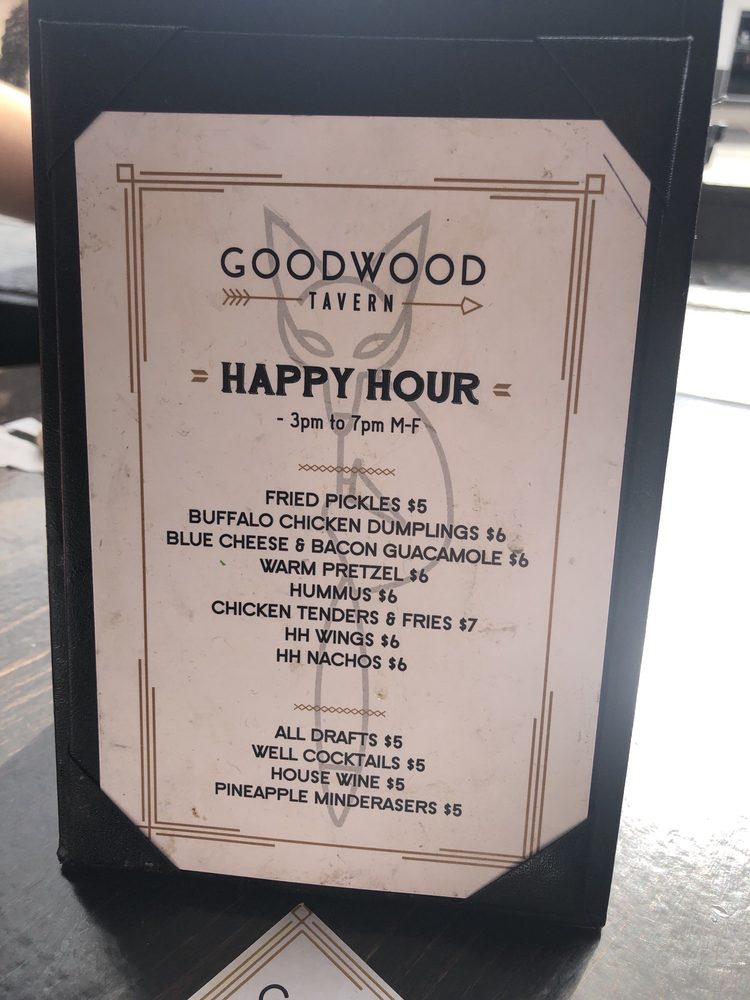 GOODWOOD
TAVERN
HAPPY HOUR
- 3pm to 7pm M-F
FRIED PICKLES $5
BUFFALO CHICKEN DUMPLINGS $6
BLUE CHEESE & BACON GUACAMOLE $6
WARM PRETZEL $6
HUMMUS $6
CHICKEN TENDERS & FRIES $7
HH WINGS $6
HH NACHOS $6
ALL DRAFTS $5
WELL COCKTAILS $5
HOUSE WINE $5
PINEAPPLE MINDERASERS $5